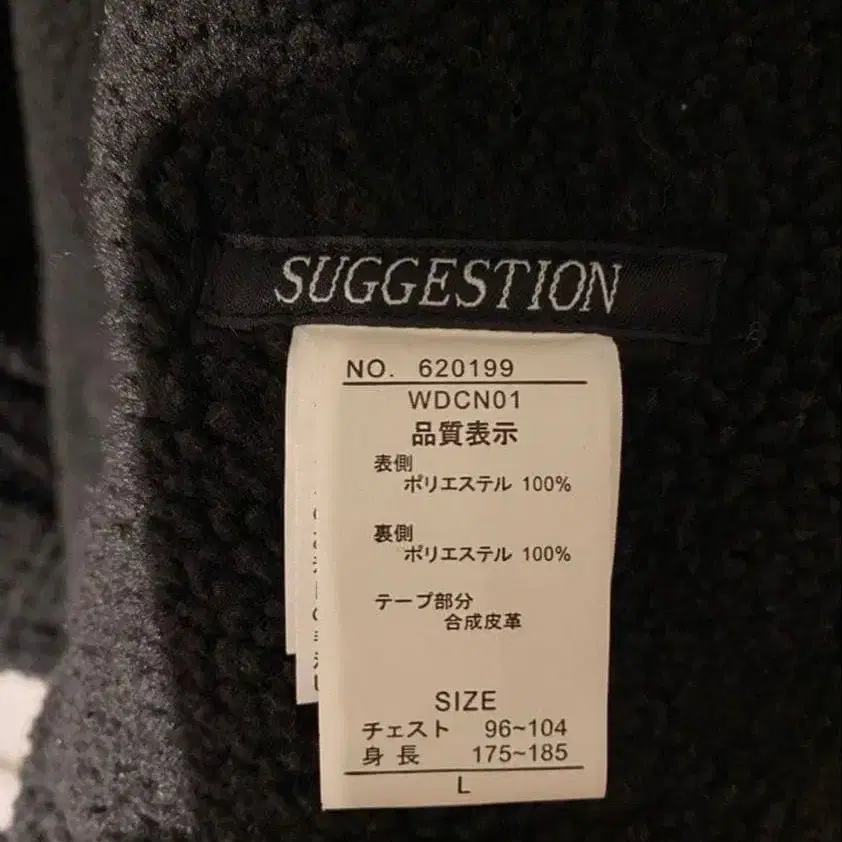 SUGGESTION
NO. 620199
WDCN01
品質表示
表側
ポリエステル 100%
裏側
ポリエステル 100%
テープ部分
合成皮革
SIZE
チェスト 96~104
身長 175~185
L